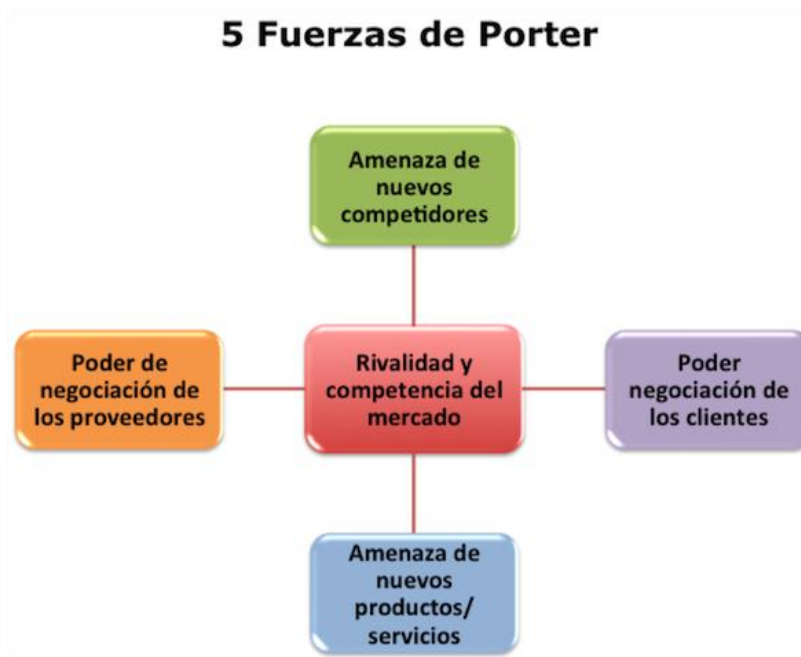 5 Fuerzas de Porter
Amenaza de
nuevos
competidores
Poder de
negociación de
los proveedores
Rivalidad y
competencia del
mercado
Poder
negociación de
los clientes
Amenaza de
nuevos
productos/
servicios